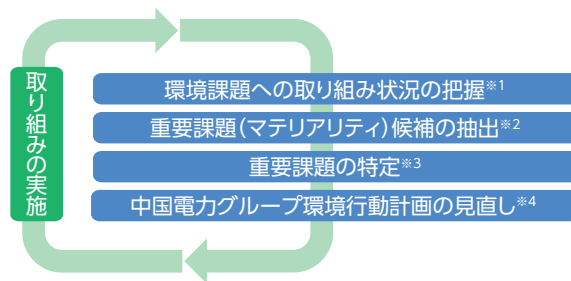 取り組みの実施
環境課題への取り組み状況の把握※1
重要課題(マテリアリティ)候補の抽出※2
重要課題の特定※3
中国電力グループ環境行動計画の見直し※4